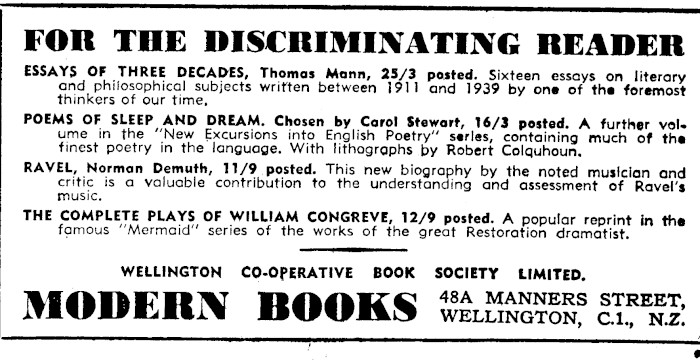 FOR THE DISCRIMINATING READER
ESSAYS OF THREE DECADES, Thomas Mann, 25/3 posted. Sixteen essays on literary
and philosophical subjects written between 1911 and 1939 by one of the foremost
thinkers of our time.
POEMS OF SLEEP AND DREAM. Chosen by Carol Stewart, 16/3 posted. A further vol-
ume in the "New Excursions into English Poetry" series, containing much of the
finest poetry in the language. With lithographs by Robert Colquhoun.
RAVEL, Norman Demuth, 11/9 posted. This new biography by the noted musician and
critic is a valuable contribution to the understanding and assessment of Ravel's
music.
THE COMPLETE PLAYS OF WILLIAM CONGREVE, 12/9 posted. A popular reprint in the
famous "Mermaid" series of the works of the great Restoration dramatist.
WELLINGTON CO-OPERATIVE BOOK SOCIETY LIMITED.
MODERN BOOKS 48A MANNERS STREET,
WELLINGTON, C.1., N.Z.